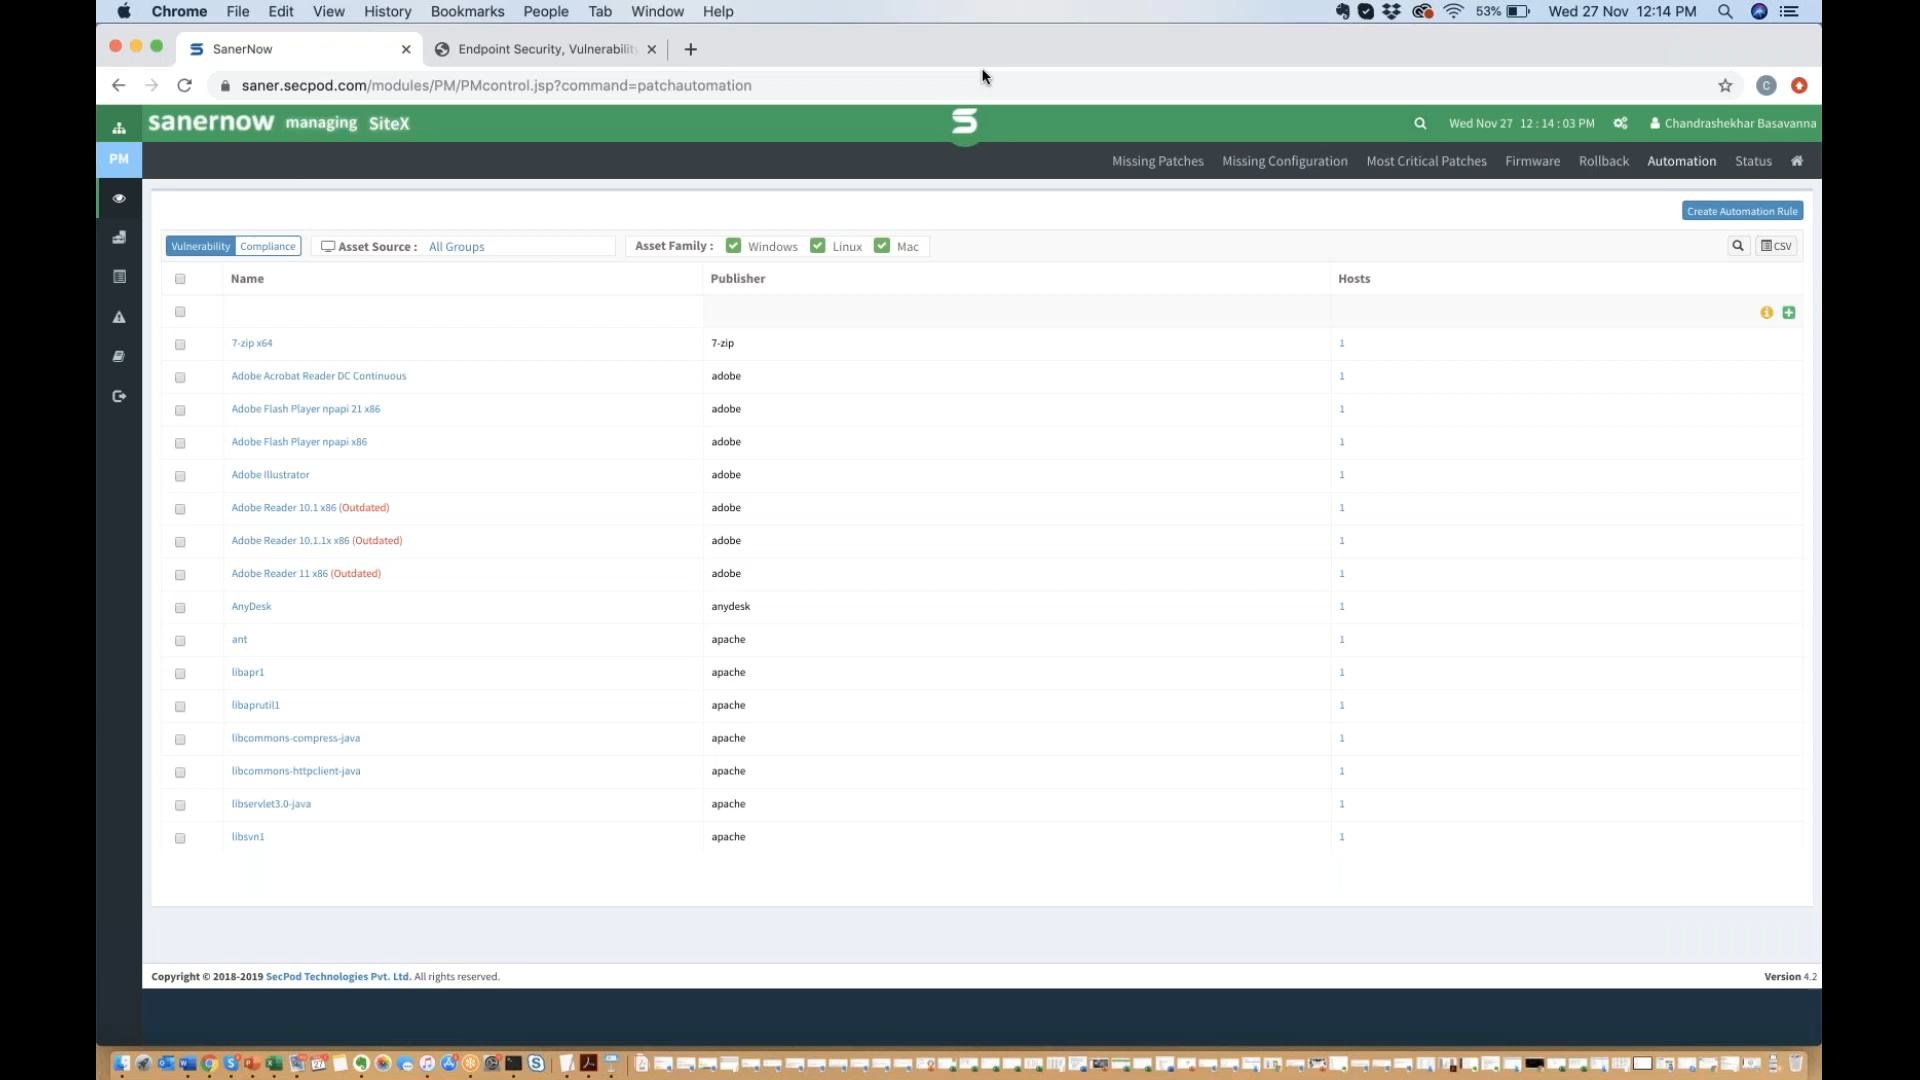 Chrome File Edit View History Bookmarks People Tab Window Help 53% Wed 27 Nov 12:14 PM
SanerNow Endpoint Security, Vulnerabilit
saner.secpod.com/modules/PM/PMcontrol.jsp?command=patchautomation C
sanernow managing SiteX Wed Nov 27 12 : 14 : 03 PM Chandrashekhar Basavanna
PM Missing Patches Missing Configuration Most Critical Patches Firmware Rollback Automation Status
Create Automation Rule
Vulnerability Compliance Asset Source : All Groups Asset Family : Windows Linux Mac CSV
Name Publisher Hosts
7-zip x64 7-zip 1
Adobe Acrobat Reader DC Continuous adobe 1
Adobe Flash Player npapi 21 x86 adobe 1
Adobe Flash Player npapi x86 adobe 1
Adobe Illustrator adobe 1
Adobe Reader 10.1 x86 (Outdated) adobe 1
Adobe Reader 10.1.1x x86 (Outdated) adobe 1
Adobe Reader 11 x86 (Outdated) adobe 1
AnyDesk anydesk 1
ant apache 1
libapr1 apache 1
libaprutil1 apache 1
libcommons-compress-java apache 1
libcommons-httpclient-java apache 1
libservlet3.0-java apache 1
libsvn1 apache 1
Copyright © 2018-2019 SecPod Technologies Pvt. Ltd. All rights reserved. Version 4.2